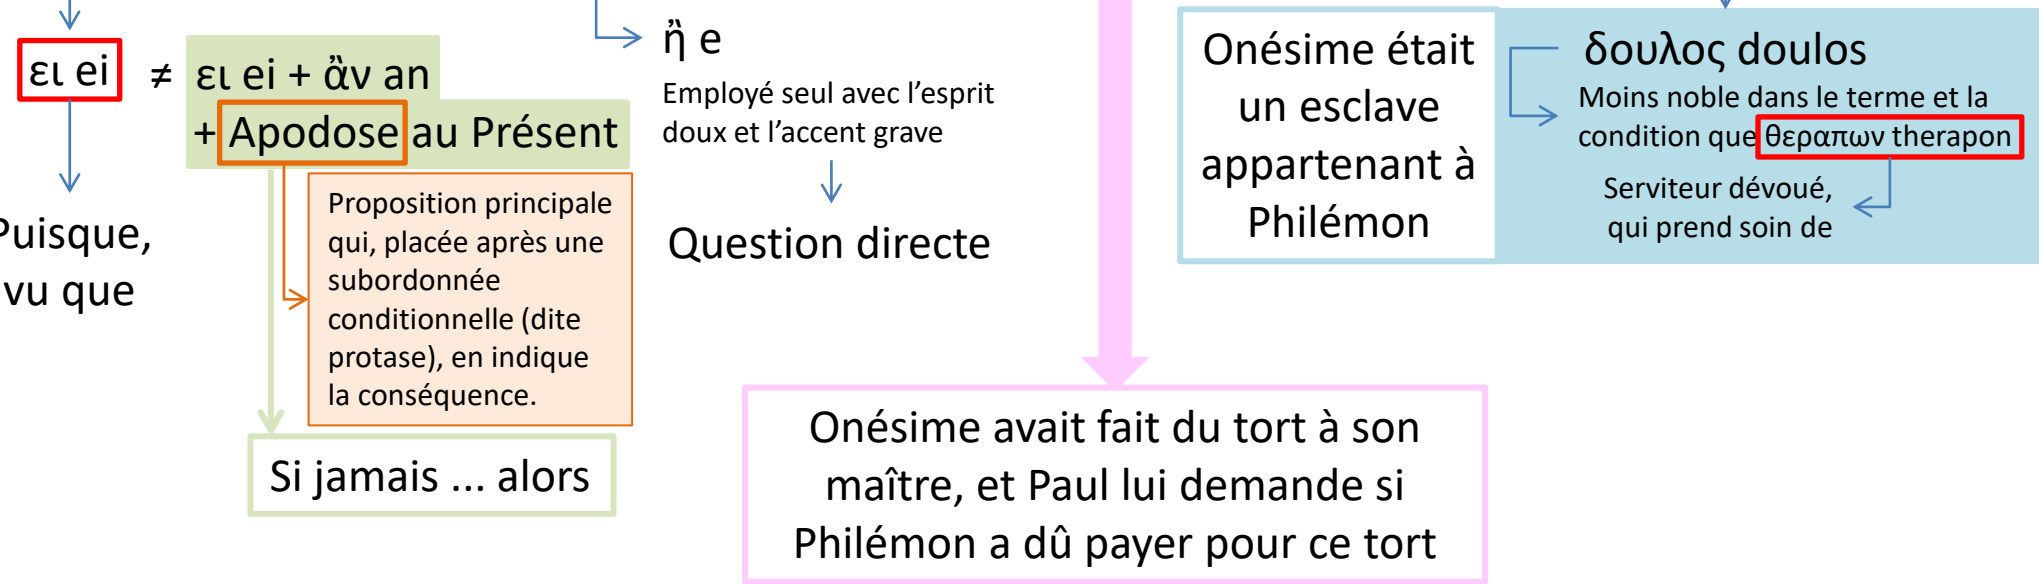 ει ei
≠
ει ei + ἂν an
+ Apodose au Présent
Puisque,
vu que
Proposition principale
qui, placée après une
subordonnée
conditionnelle (dite
protase), en indique
la conséquence.
Si jamais ... alors
ἢ e
Employé seul avec l’esprit
doux et l’accent grave
Question directe
Onésime était
un esclave
appartenant à
Philémon
δουλος doulos
Moins noble dans le terme et la
condition que θεραπων therapon
Serviteur dévoué,
qui prend soin de
Onésime avait fait du tort à son
maître, et Paul lui demande si
Philémon a dû payer pour ce tort